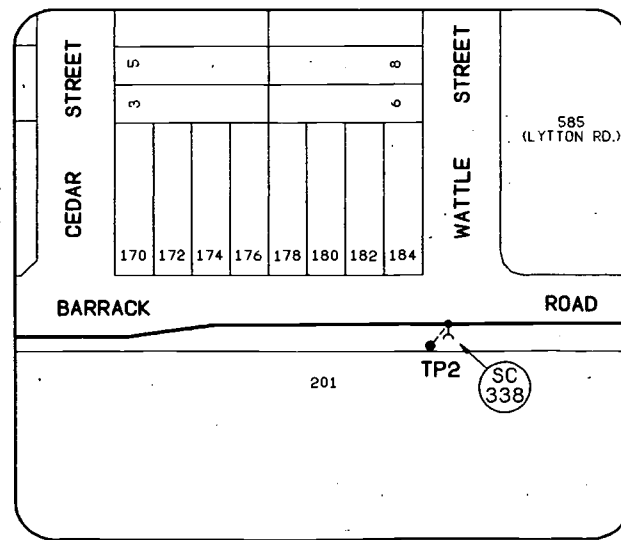 CEDAR STREET
5
3
8
6
WATTLE STREET
585
(LYTTON RD.)
170 172 174 176 178 180 182 184
BARRACK ROAD
TP2
SC
338
201